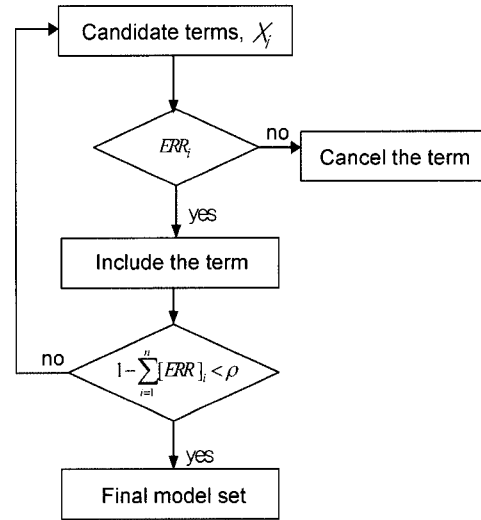 Candidate terms, X_j
ERR_i
no
Cancel the term
yes
Include the term
no
1-\sum_{i=1}^{n}[ERR]_i<ρ
yes
Final model set